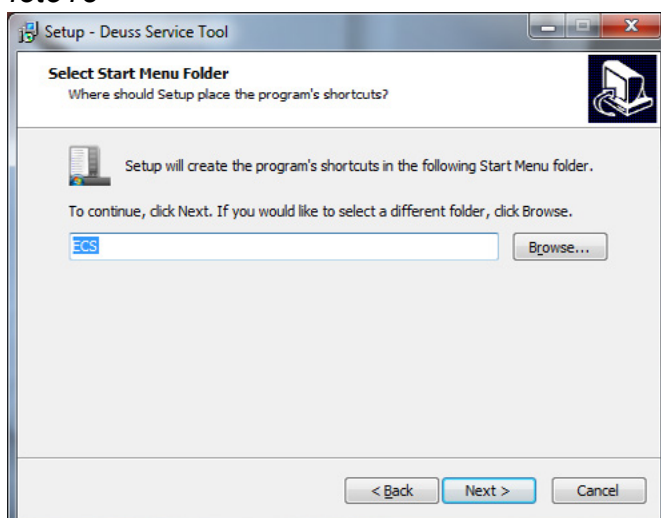 Setup - Deuss Service Tool
Select Start Menu Folder
Where should Setup place the program's shortcuts?
Setup will create the program's shortcuts in the following Start Menu folder.
To continue, click Next. If you would like to select a different folder, click Browse.
ECS
Browse...
< Back
Next >
Cancel